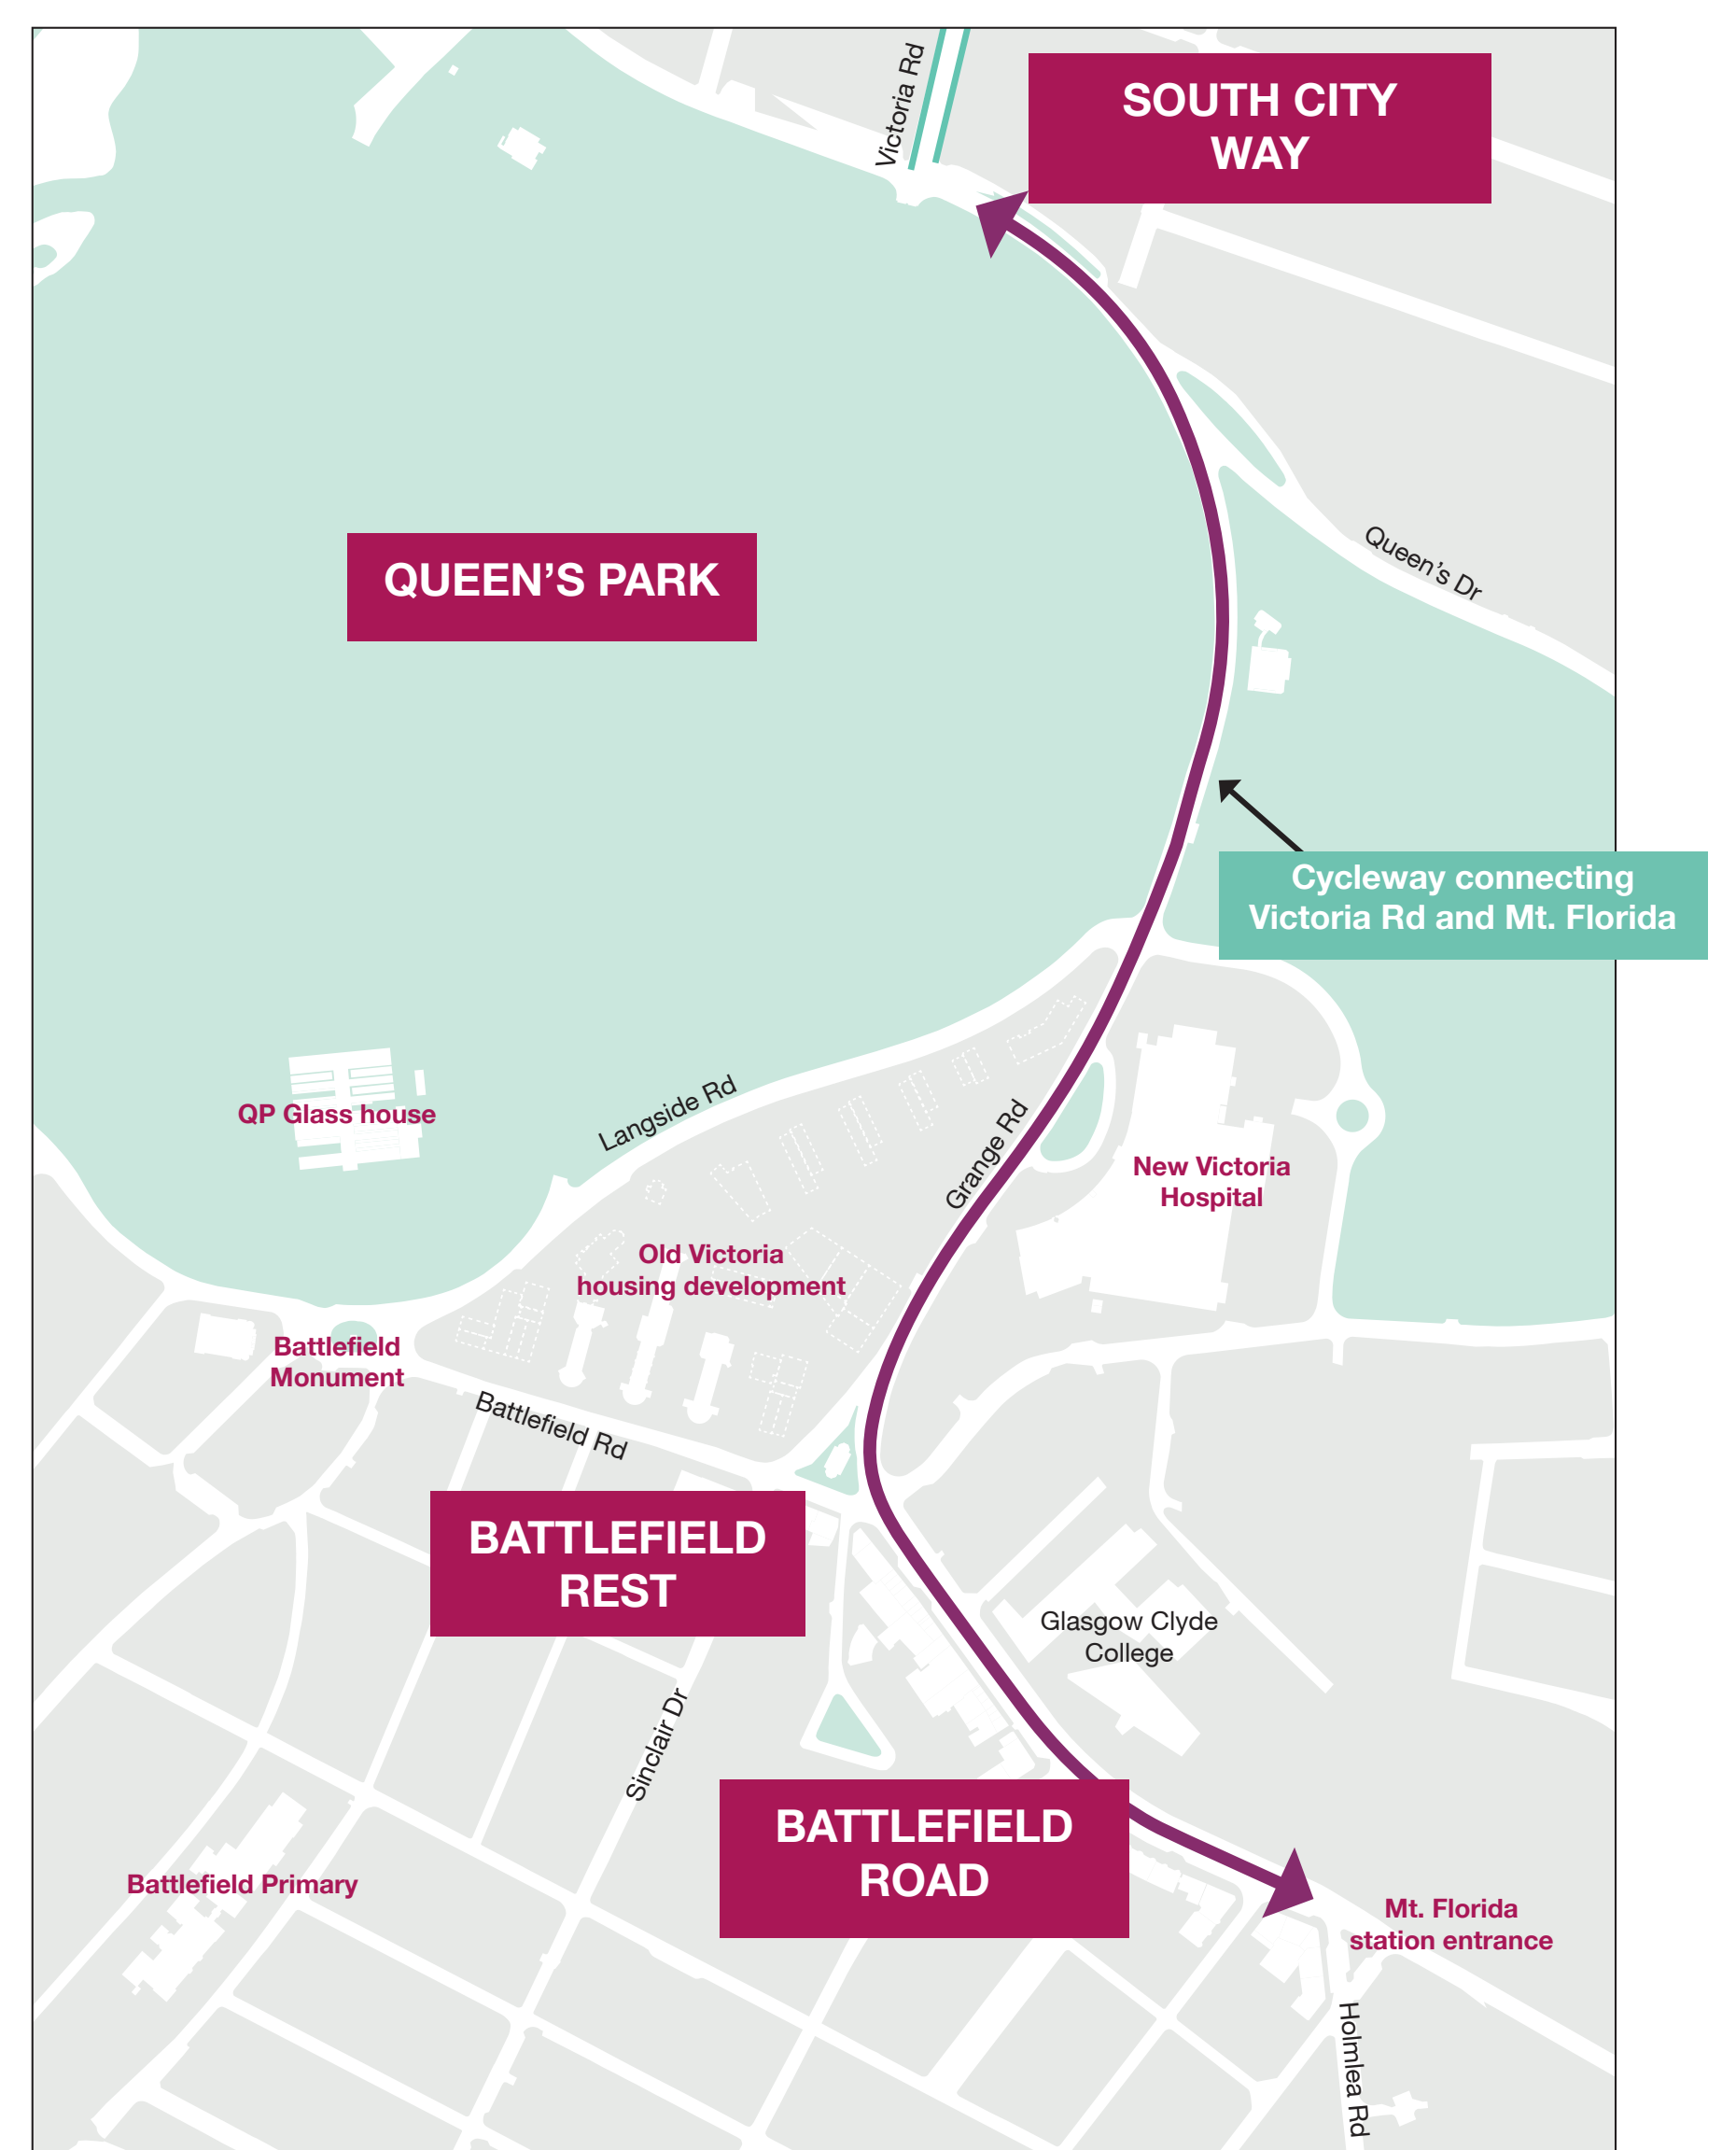 Victoria Rd
SOUTH CITY
WAY
QUEEN’S PARK
Queen's Dr
Cycleway connecting
Victoria Rd and Mt. Florida
QP Glass house
Langside Rd
Grange Rd
New Victoria
Hospital
Old Victoria
housing development
Battlefield
Monument
Battlefield Rd
BATTLEFIELD
REST
Glasgow Clyde
College
Sinclair Dr
BATTLEFIELD
ROAD
Battlefield Primary
Mt. Florida
station entrance
Holmlea Rd